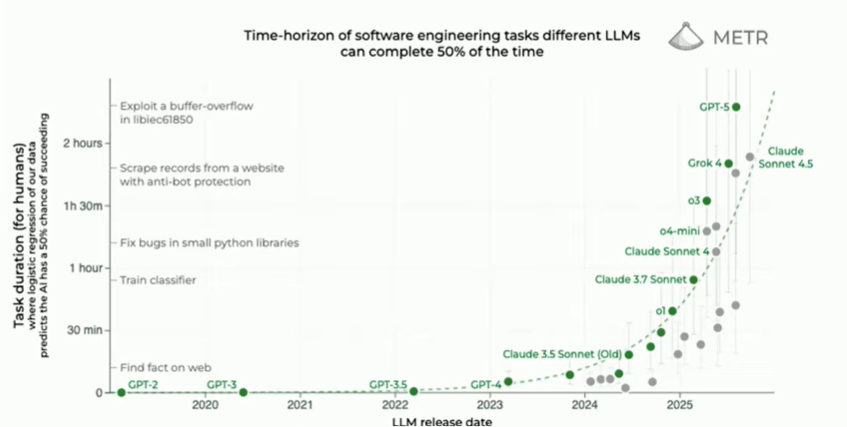 Time-horizon of software engineering tasks different LLMs
can complete 50% of the time
METR
Task duration (for humans)
where logistic regression of our data
predicts the AI has a 50% chance of succeeding
2 hours
1h 30m
1 hour
30 min
0
Exploit a buffer-overflow
in libiec61850
Scrape records from a website
with anti-bot protection
Fix bugs in small python libraries
Train classifier
Find fact on web
GPT-2
GPT-3
GPT-3.5
GPT-4
Claude 3.5 Sonnet (Old)
o1
Claude 3.7 Sonnet
Claude Sonnet 4
o4-mini
o3
Grok 4
GPT-5
Claude
Sonnet 4.5
2020
2021
2022
2023
2024
2025
LLM release date